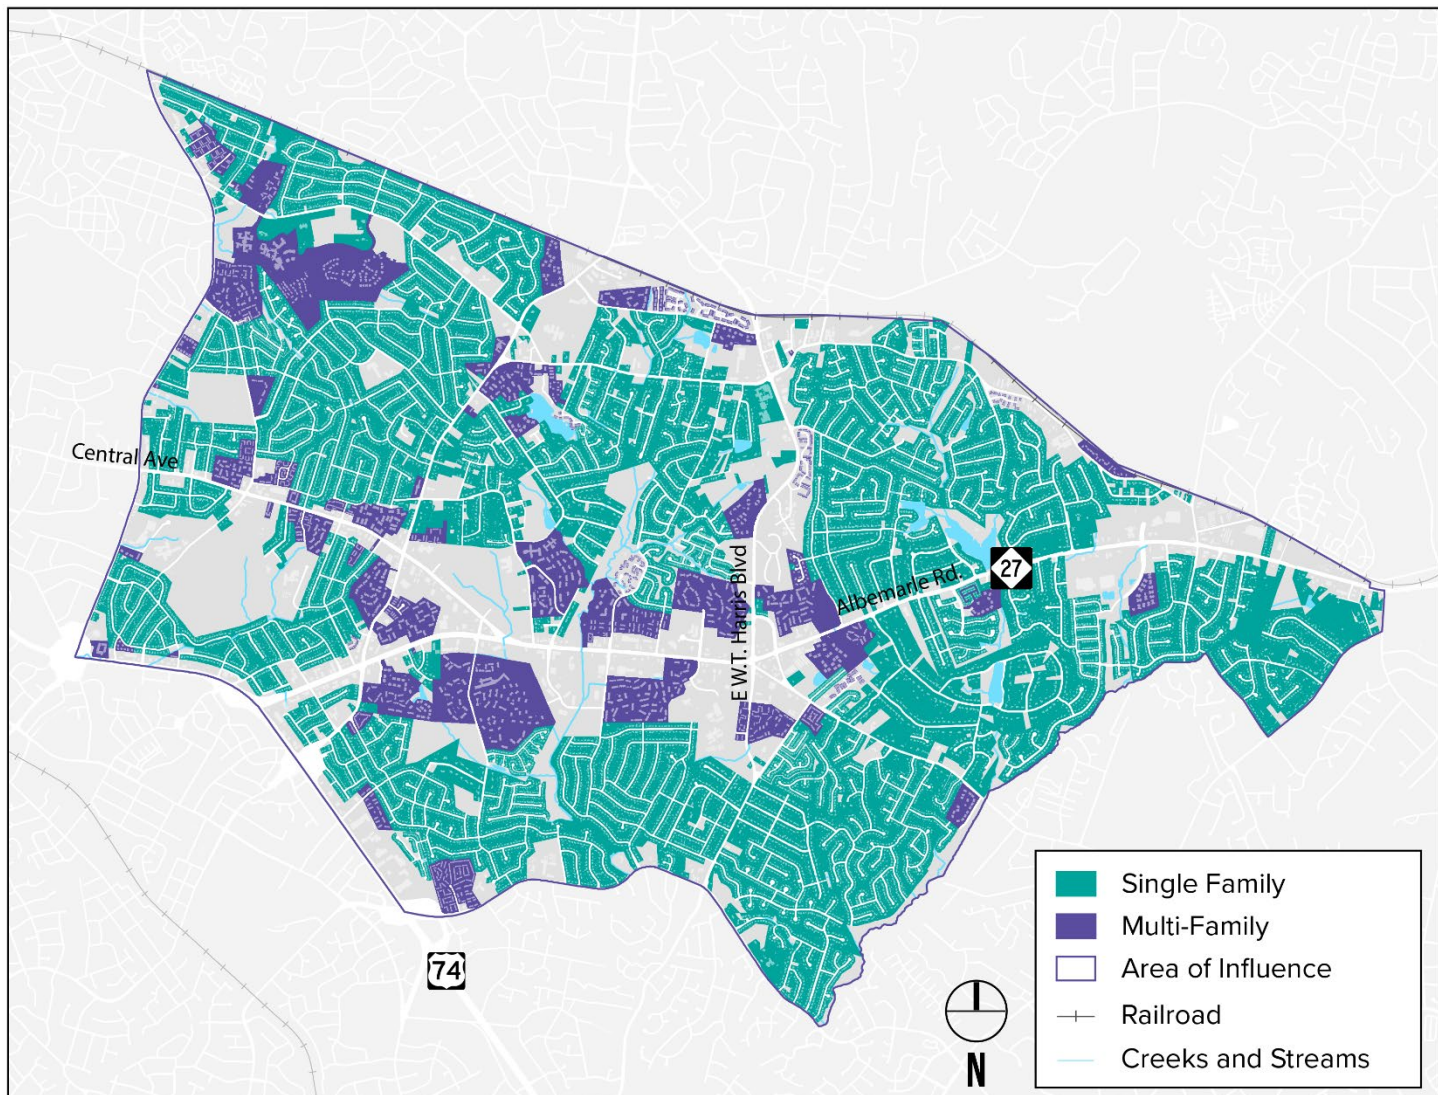 Central Ave
E W.T. Harris Blvd
Albemarle Rd.
27
74
N
Single Family
Multi-Family
Area of Influence
Railroad
Creeks and Streams